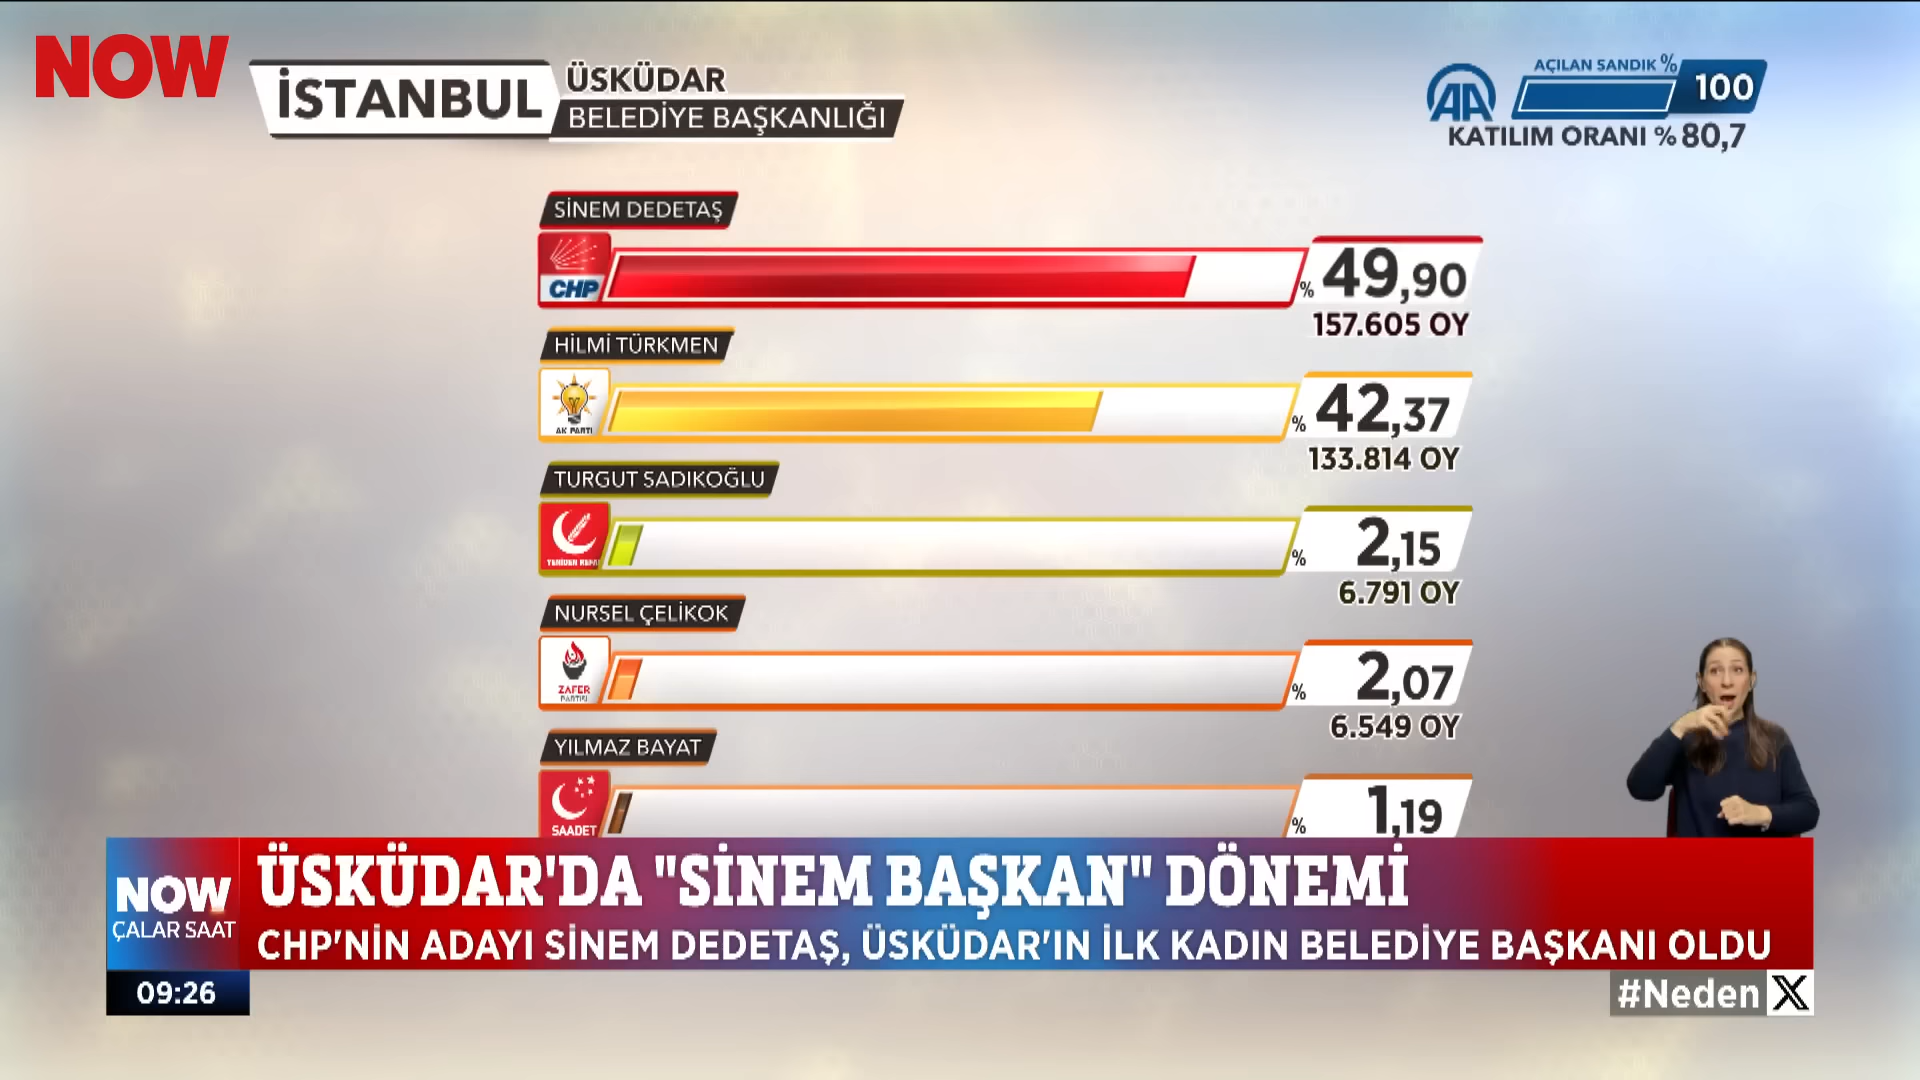 NOW
İSTANBUL
ÜSKÜDAR
BELEDİYE BAŞKANLIĞI
AA
AÇILAN SANDIK %
100
KATILIM ORANI % 80,7
SİNEM DEDETAŞ
CHP
% 49,90
157.605 OY
HİLMİ TÜRKMEN
AK PARTİ
% 42,37
133.814 OY
TURGUT SADIKOĞLU
YENİDEN REFA
% 2,15
6.791 OY
NURSEL ÇELİKOK
ZAFER
PARTİSİ
% 2,07
6.549 OY
YILMAZ BAYAT
SAADET
% 1,19
NOW
ÇALAR SAAT
ÜSKÜDAR'DA "SİNEM BAŞKAN" DÖNEMİ
CHP'NİN ADAYI SİNEM DEDETAŞ, ÜSKÜDAR'IN İLK KADIN BELEDİYE BAŞKANI OLDU
09:26
#Neden X